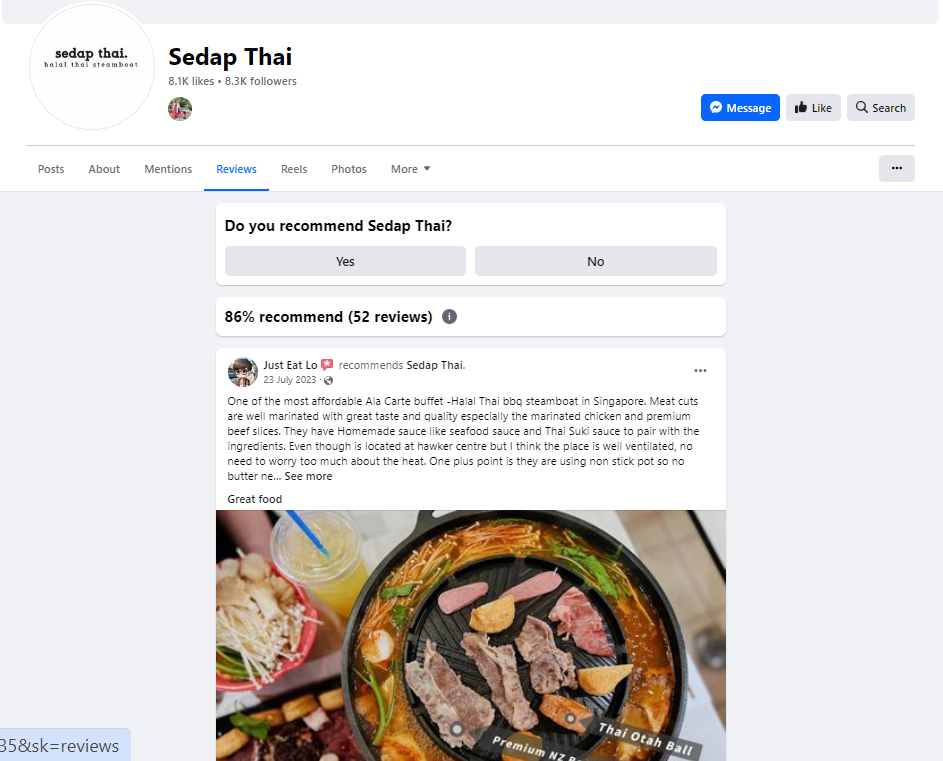 sedap thai.
halal thai steamboat
Sedap Thai
8.1K likes • 8.3K followers
Message
Like
Search
Posts
About
Mentions
Reviews
Reels
Photos
More
Do you recommend Sedap Thai?
Yes
No
86% recommend (52 reviews)
Just Eat Lo recommends Sedap Thai.
23 July 2023 ·
One of the most affordable Ala Carte buffet -Halal Thai bbq steamboat in Singapore. Meat cuts
are well marinated with great taste and quality especially the marinated chicken and premium
beef slices. They have Homemade sauce like seafood sauce and Thai Suki sauce to pair with the
ingredients. Even though is located at hawker centre but I think the place is well ventilated, no
need to worry too much about the heat. One plus point is they are using non stick pot so no
butter ne... See more
Great food
Thai Otah Ball
Premium NZ
35&sk=reviews